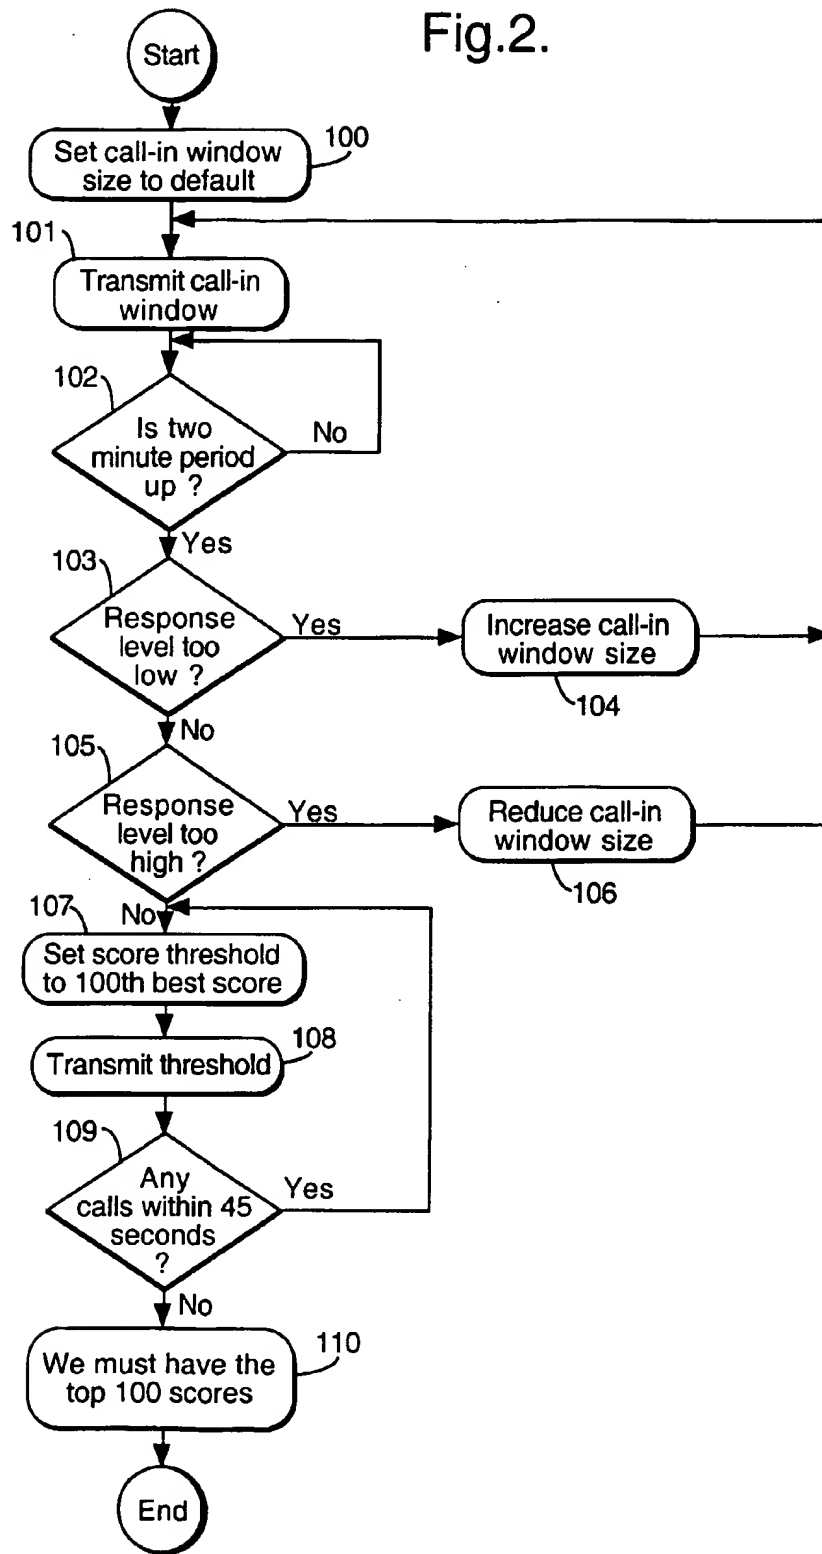 Fig.2.
Start
100
Set call-in window
size to default
101
Transmit call-in
window
102
Is two
minute period
up ?
No
Yes
103
Response
level too
low ?
Yes
Increase call-in
window size
104
No
105
Response
level too
high ?
Yes
Reduce call-in
window size
106
No
107
Set score threshold
to 100th best score
108
Transmit threshold
109
Any
calls within 45
seconds
?
Yes
No
110
We must have the
top 100 scores
End